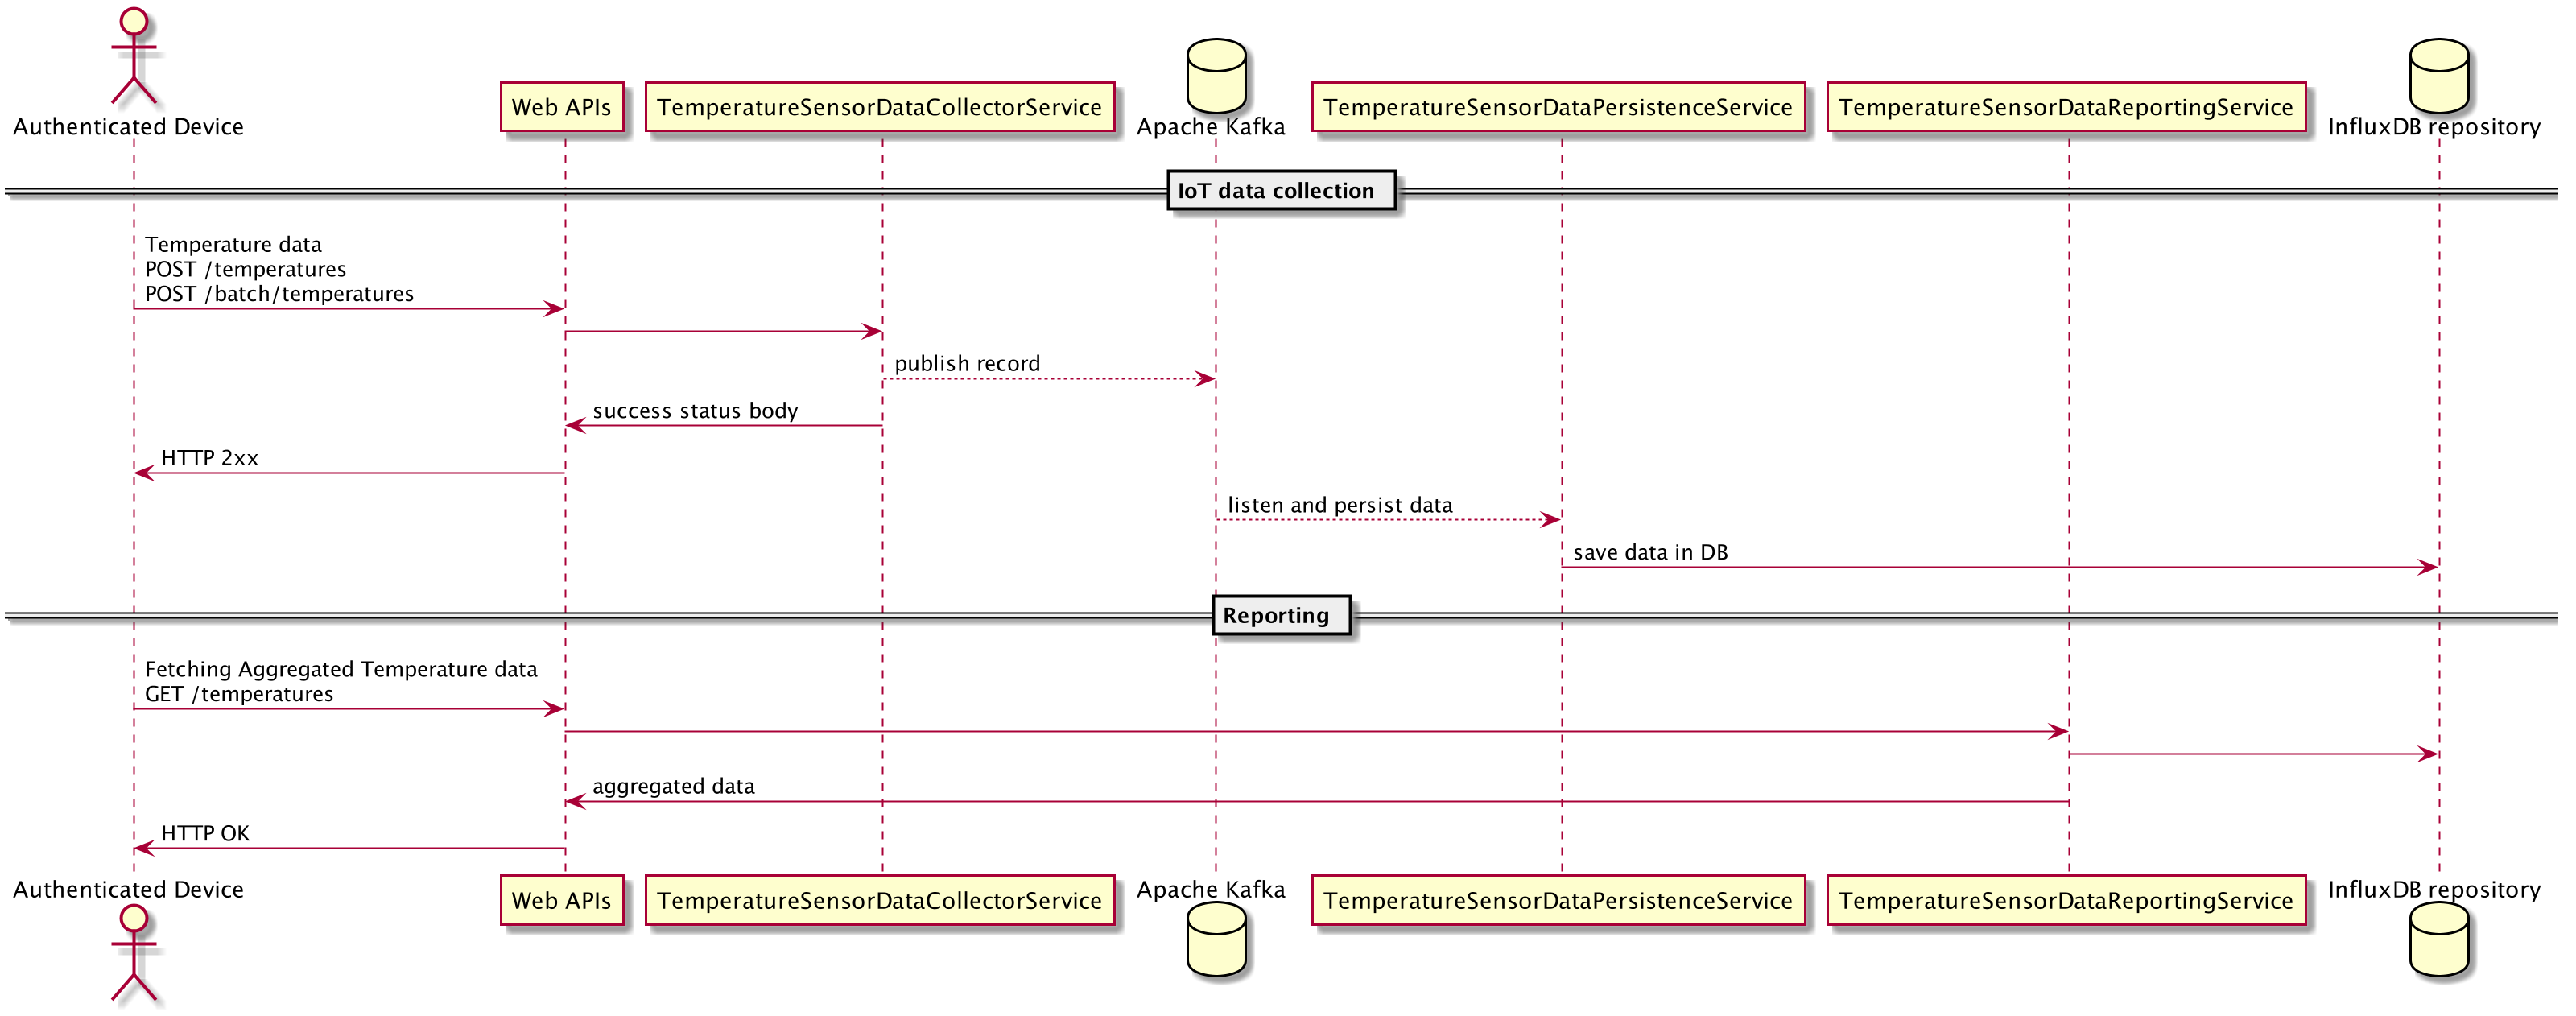 Authenticated Device
Web APIs
TemperatureSensorDataCollectorService
Apache Kafka
TemperatureSensorDataPersistenceService
TemperatureSensorDataReportingService
InfluxDB repository
IoT data collection
Temperature data
POST /temperatures
POST /batch/temperatures
publish record
success status body
HTTP 2xx
listen and persist data
save data in DB
Reporting
Fetching Aggregated Temperature data
GET /temperatures
aggregated data
HTTP OK
Authenticated Device
Web APIs
TemperatureSensorDataCollectorService
Apache Kafka
TemperatureSensorDataPersistenceService
TemperatureSensorDataReportingService
InfluxDB repository